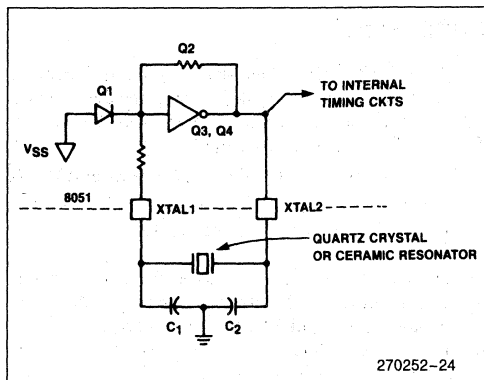 Q2
Q1
TO INTERNAL
TIMING CKTS
Q3, Q4
VSS
8051
XTAL1
XTAL2
QUARTZ CRYSTAL
OR CERAMIC RESONATOR
C1
C2
270252–24